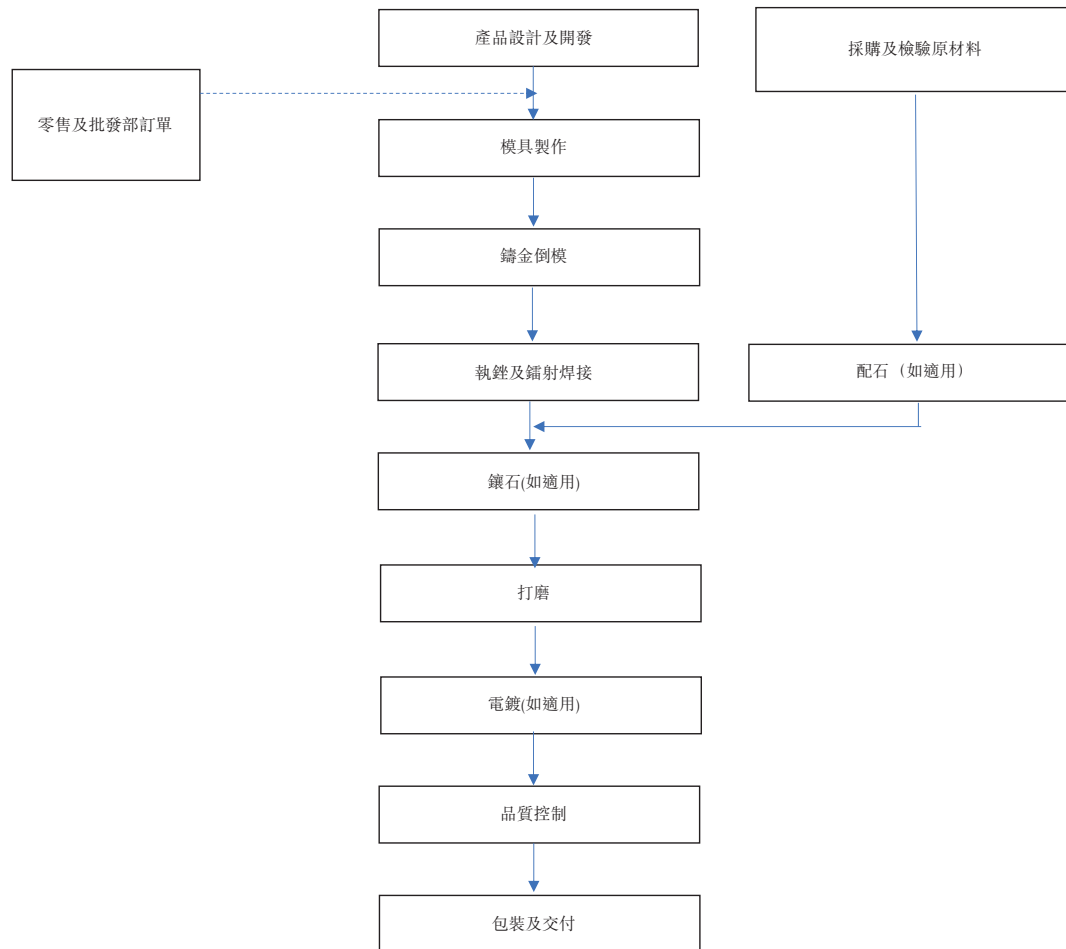 產品設計及開發
採購及檢驗原材料
零售及批發部訂單
模具製作
鑄金倒模
執銼及鐳射焊接
配石（如適用）
鑲石(如適用)
打磨
電鍍(如適用)
品質控制
包裝及交付